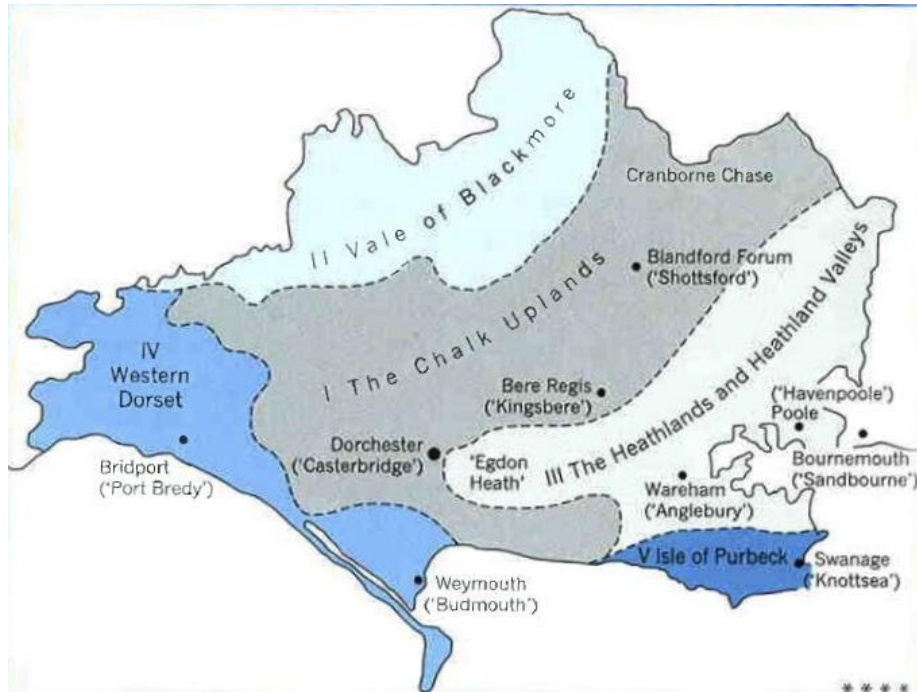 II Vale of Blackmore
Cranborne Chase
Blandford Forum
('Shottsford')
I The Chalk Uplands
III The Heathlands and Heathland Valleys
IV
Western
Dorset
Bere Regis
('Kingsbere')
('Havenpoole')
Poole
Dorchester
('Casterbridge')
'Egdon
Heath'
Bournemouth
('Sandbourne')
Bridport
('Port Bredy')
Wareham
('Anglebury')
V Isle of Purbeck
Swanage
('Knottsea')
Weymouth
('Budmouth')
* * * *